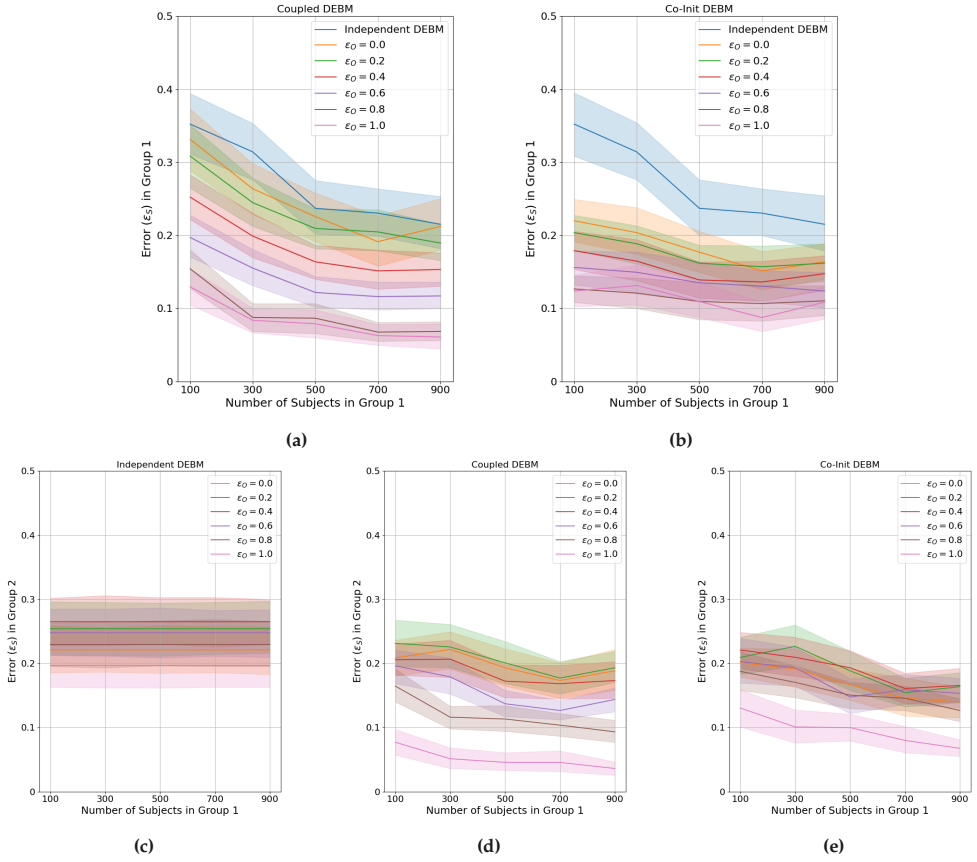 Coupled DEBM
Error (ε_S) in Group 1
0.5
0.4
0.3
0.2
0.1
0
100 300 500 700 900
Number of Subjects in Group 1
Independent DEBM
ε_O = 0.0
ε_O = 0.2
ε_O = 0.4
ε_O = 0.6
ε_O = 0.8
ε_O = 1.0
(a)
Co-Init DEBM
Error (ε_S) in Group 1
0.5
0.4
0.3
0.2
0.1
0
100 300 500 700 900
Number of Subjects in Group 1
Independent DEBM
ε_O = 0.0
ε_O = 0.2
ε_O = 0.4
ε_O = 0.6
ε_O = 0.8
ε_O = 1.0
(b)
Independent DEBM
Error (ε_S) in Group 2
0.5
0.4
0.3
0.2
0.1
0
100 300 500 700 900
Number of Subjects in Group 1
ε_O = 0.0
ε_O = 0.2
ε_O = 0.4
ε_O = 0.6
ε_O = 0.8
ε_O = 1.0
(c)
Coupled DEBM
Error (ε_S) in Group 2
0.5
0.4
0.3
0.2
0.1
0
100 300 500 700 900
Number of Subjects in Group 1
ε_O = 0.0
ε_O = 0.2
ε_O = 0.4
ε_O = 0.6
ε_O = 0.8
ε_O = 1.0
(d)
Co-Init DEBM
Error (ε_S) in Group 2
0.5
0.4
0.3
0.2
0.1
0
100 300 500 700 900
Number of Subjects in Group 1
ε_O = 0.0
ε_O = 0.2
ε_O = 0.4
ε_O = 0.6
ε_O = 0.8
ε_O = 1.0
(e)